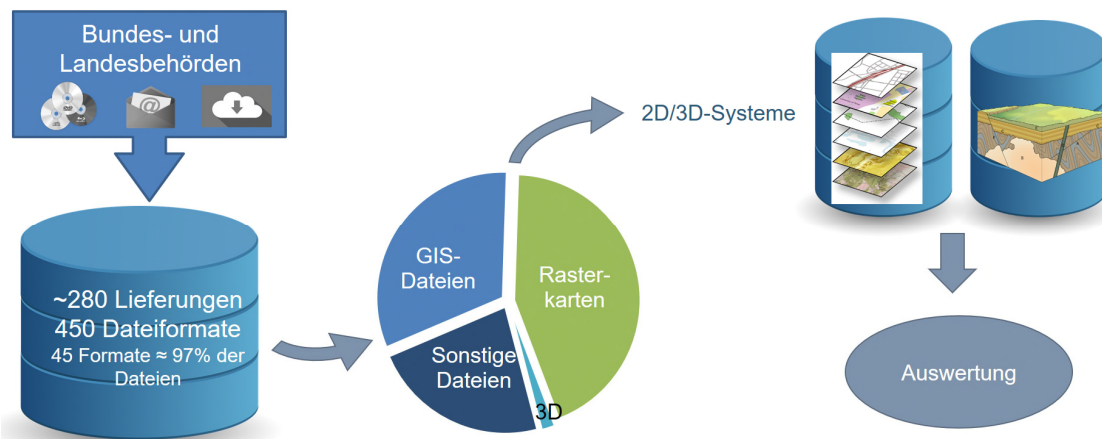 Bundes- und
Landesbehörden
@
~280 Lieferungen
450 Dateiformate
45 Formate ≈ 97% der
Dateien
GIS-
Dateien
Raster-
karten
Sonstige
Dateien
3D
2D/3D-Systeme
Auswertung